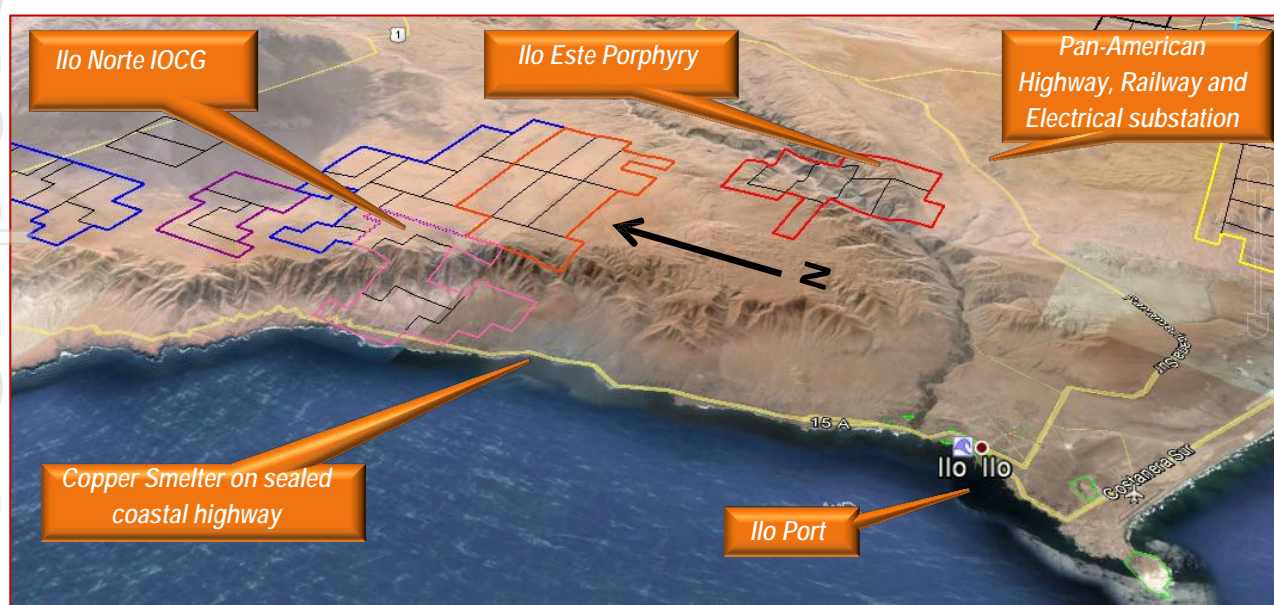 1
Ilo Norte IOCG
Ilo Este Porphyry
Pan-American
Highway, Railway and
Electrical substation
N
15 A
Ilo Ilo
Costanera Sur
Copper Smelter on sealed
coastal highway
Ilo Port